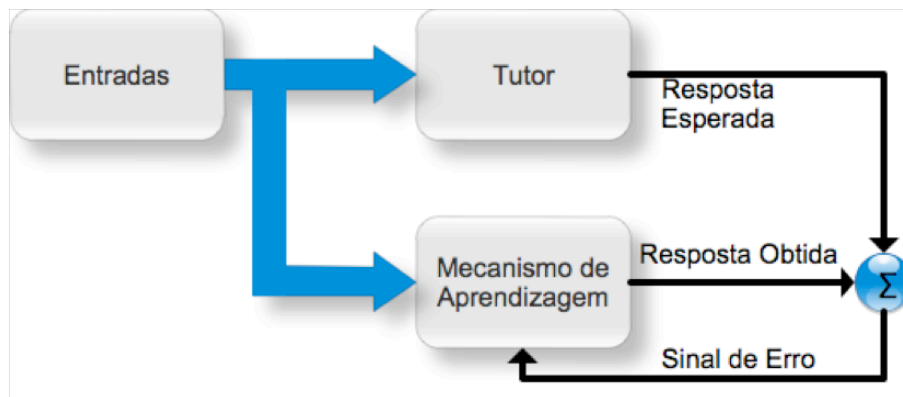 Entradas
Tutor
Resposta
Esperada
Mecanismo de
Aprendizagem
Resposta Obtida
Σ
Sinal de Erro